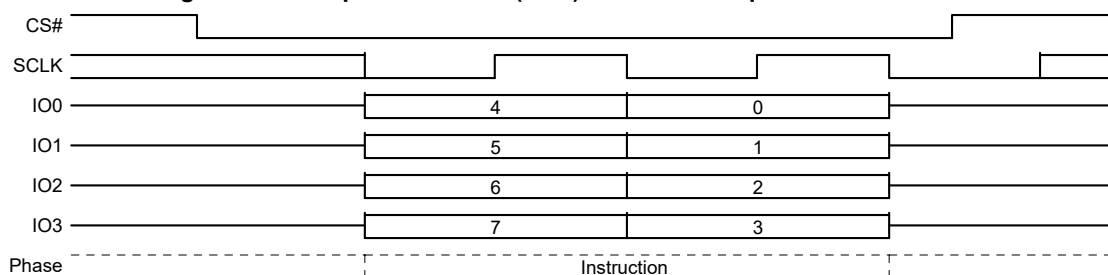 CS#
SCLK
IO0 4 0
IO1 5 1
IO2 6 2
IO3 7 3
Phase Instruction